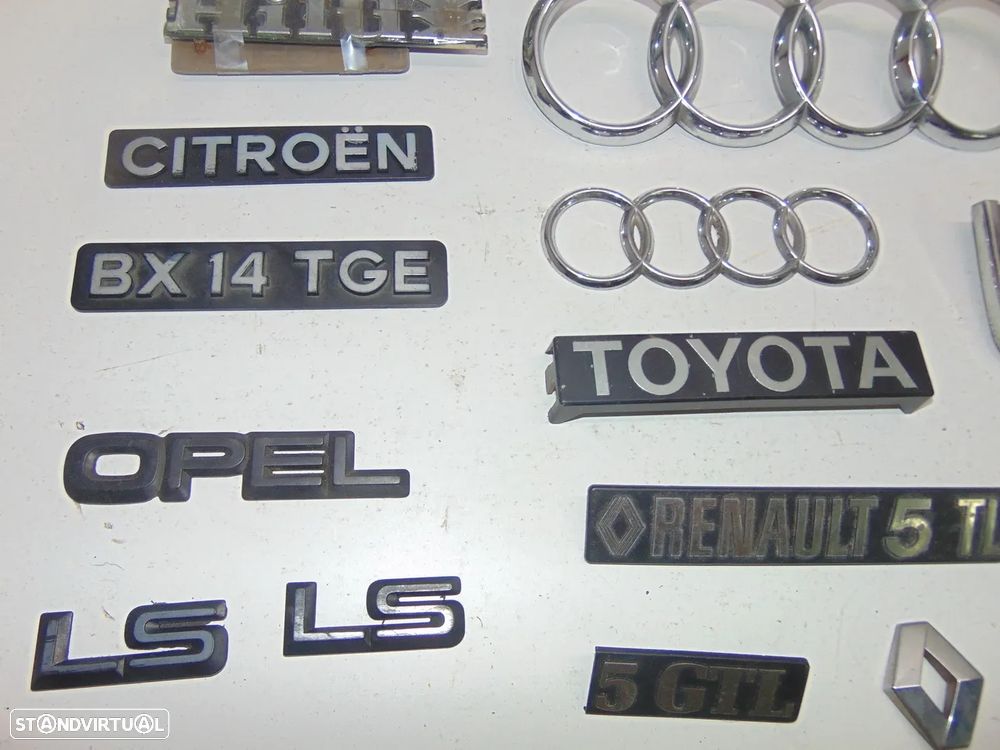 CITROËN
BX 14 TGE
TOYOTA
OPEL
RENAULT 5 TL
LS
LS
5 GTL
STANDVIRTUAL